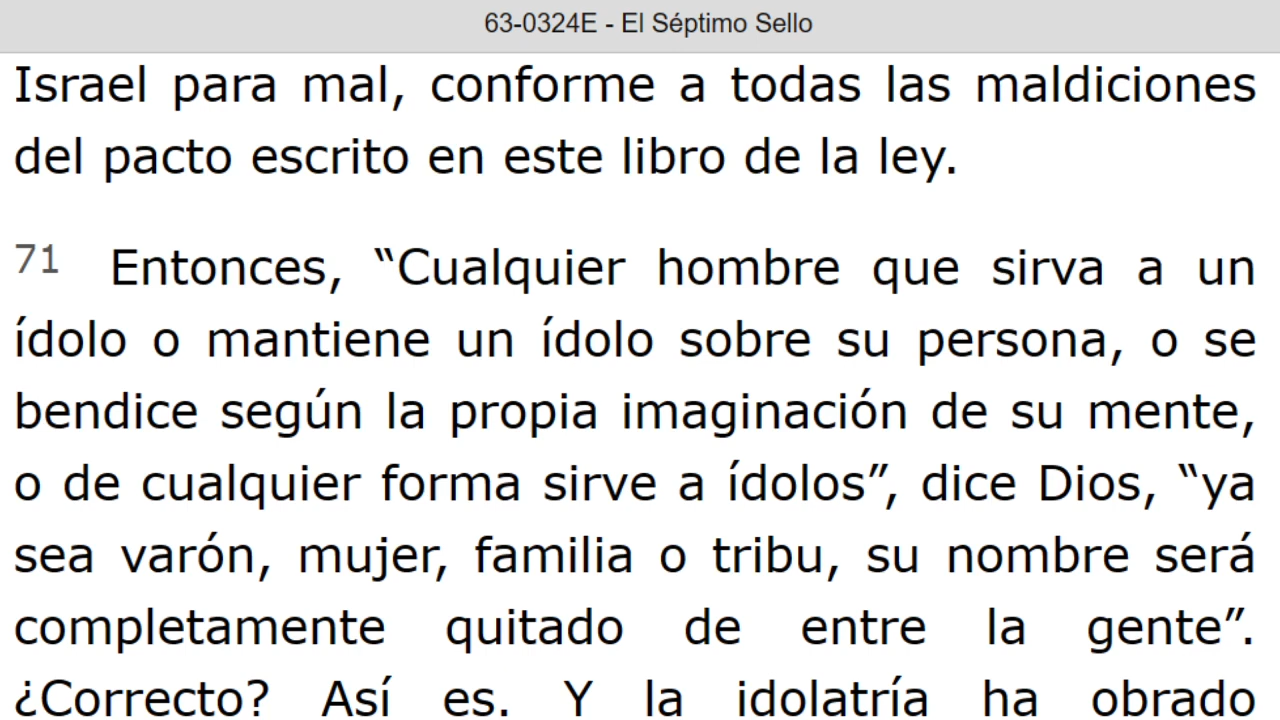 63-0324E - El Séptimo Sello
Israel para mal, conforme a todas las maldiciones
del pacto escrito en este libro de la ley.
71 Entonces, “Cualquier hombre que sirva a un
ídolo o mantiene un ídolo sobre su persona, o se
bendice según la propia imaginación de su mente,
o de cualquier forma sirve a ídolos”, dice Dios, “ya
sea varón, mujer, familia o tribu, su nombre será
completamente quitado de entre la gente”.
¿Correcto? Así es. Y la idolatría ha obrado